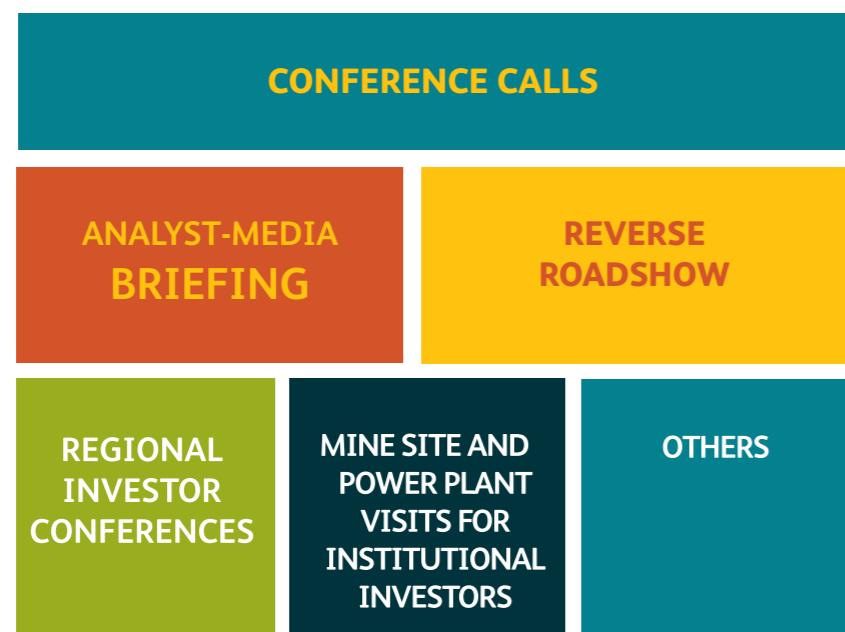 CONFERENCE CALLS
ANALYST-MEDIA
BRIEFING
REVERSE
ROADSHOW
REGIONAL
INVESTOR
CONFERENCES
MINE SITE AND
POWER PLANT
VISITS FOR
INSTITUTIONAL
INVESTORS
OTHERS